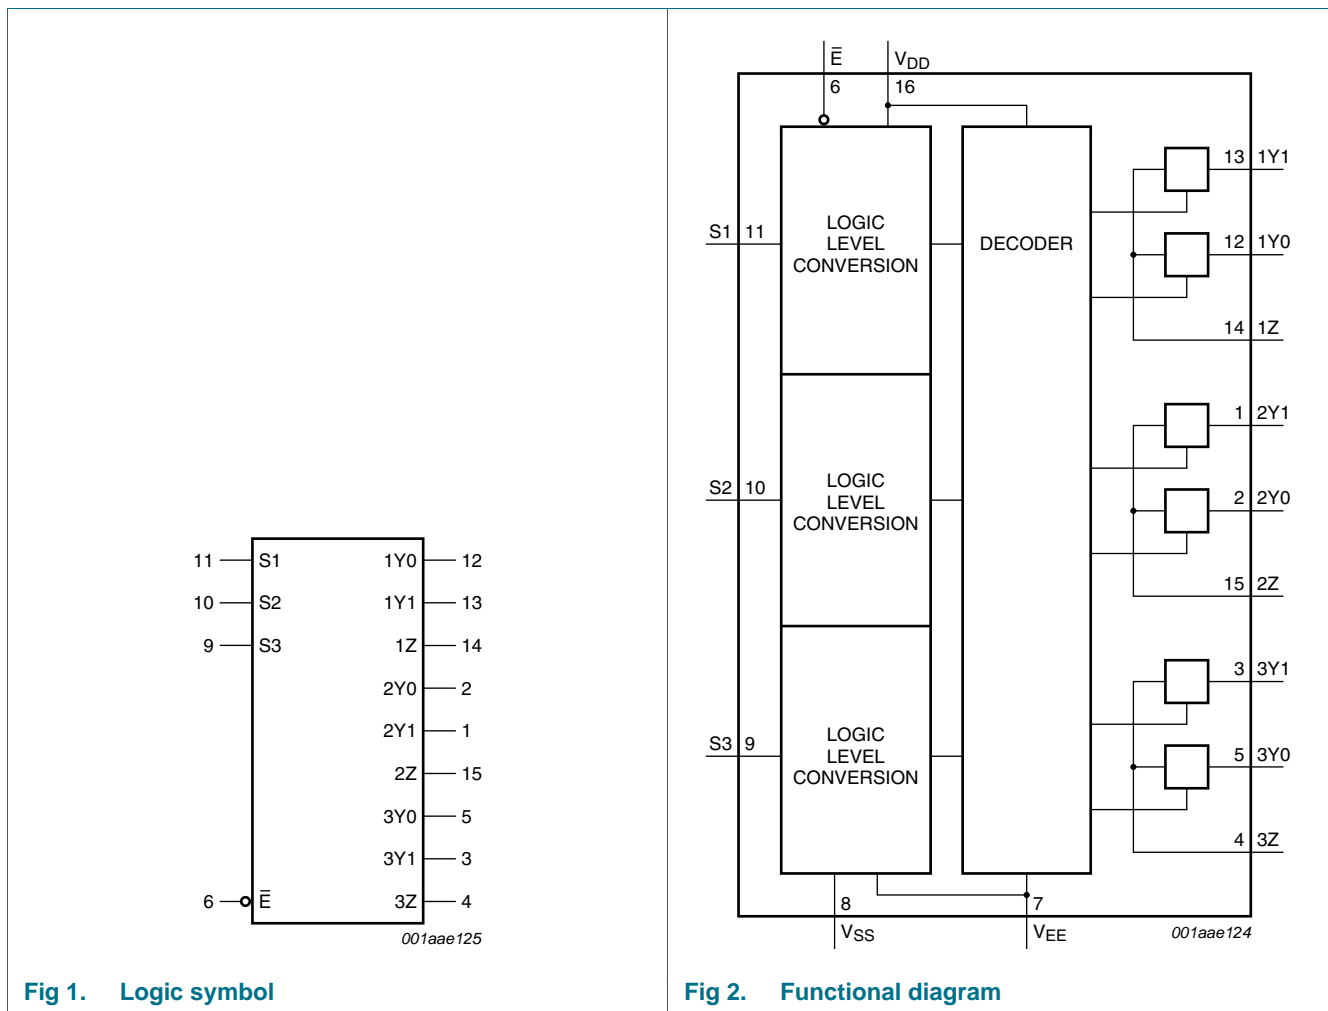 11 S1 1Y0 12
10 S2 1Y1 13
9 S3 1Z 14
2Y0 2
2Y1 1
2Z 15
3Y0 5
3Y1 3
6 Ē 3Z 4
001aae125
Fig 1. Logic symbol
Ē VDD
6 16
13 1Y1
S1 11
LOGIC
LEVEL
CONVERSION
DECODER
12 1Y0
14 1Z
1 2Y1
S2 10
LOGIC
LEVEL
CONVERSION
2 2Y0
15 2Z
3 3Y1
S3 9
LOGIC
LEVEL
CONVERSION
5 3Y0
4 3Z
8 7
VSS VEE
001aae124
Fig 2. Functional diagram